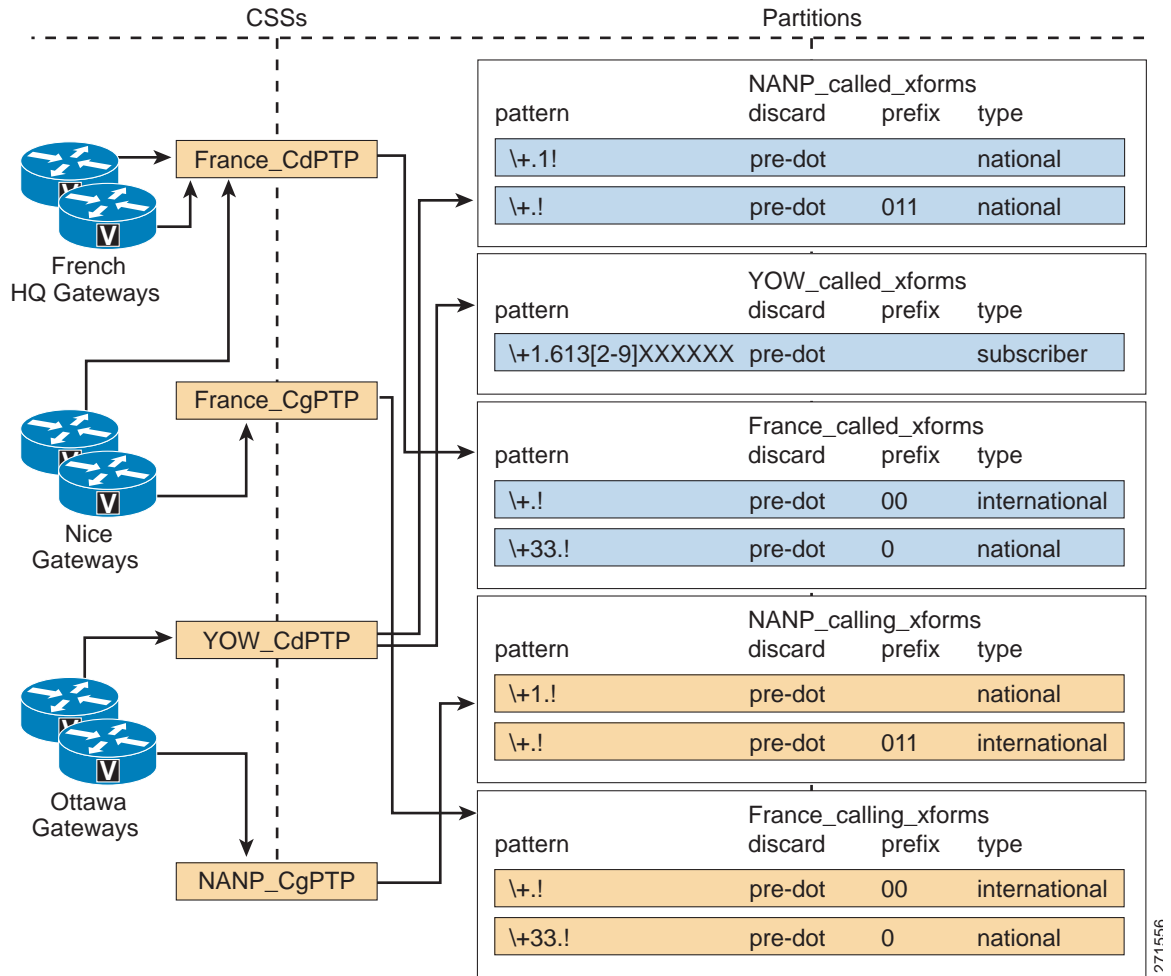 CSSs
Partitions
French
HQ Gateways
Nice
Gateways
Ottawa
Gateways
France_CdPTP
France_CgPTP
YOW_CdPTP
NANP_CgPTP
V
V
V
V
V
V
NANP_called_xforms
pattern discard prefix type
\+.1! pre-dot national
\+.! pre-dot 011 national
YOW_called_xforms
pattern discard prefix type
\+1.613[2-9]XXXXXX pre-dot subscriber
France_called_xforms
pattern discard prefix type
\+.! pre-dot 00 international
\+33.! pre-dot 0 national
NANP_calling_xforms
pattern discard prefix type
\+1.! pre-dot national
\+.! pre-dot 011 international
France_calling_xforms
pattern discard prefix type
\+.! pre-dot 00 international
\+33.! pre-dot 0 national
271556